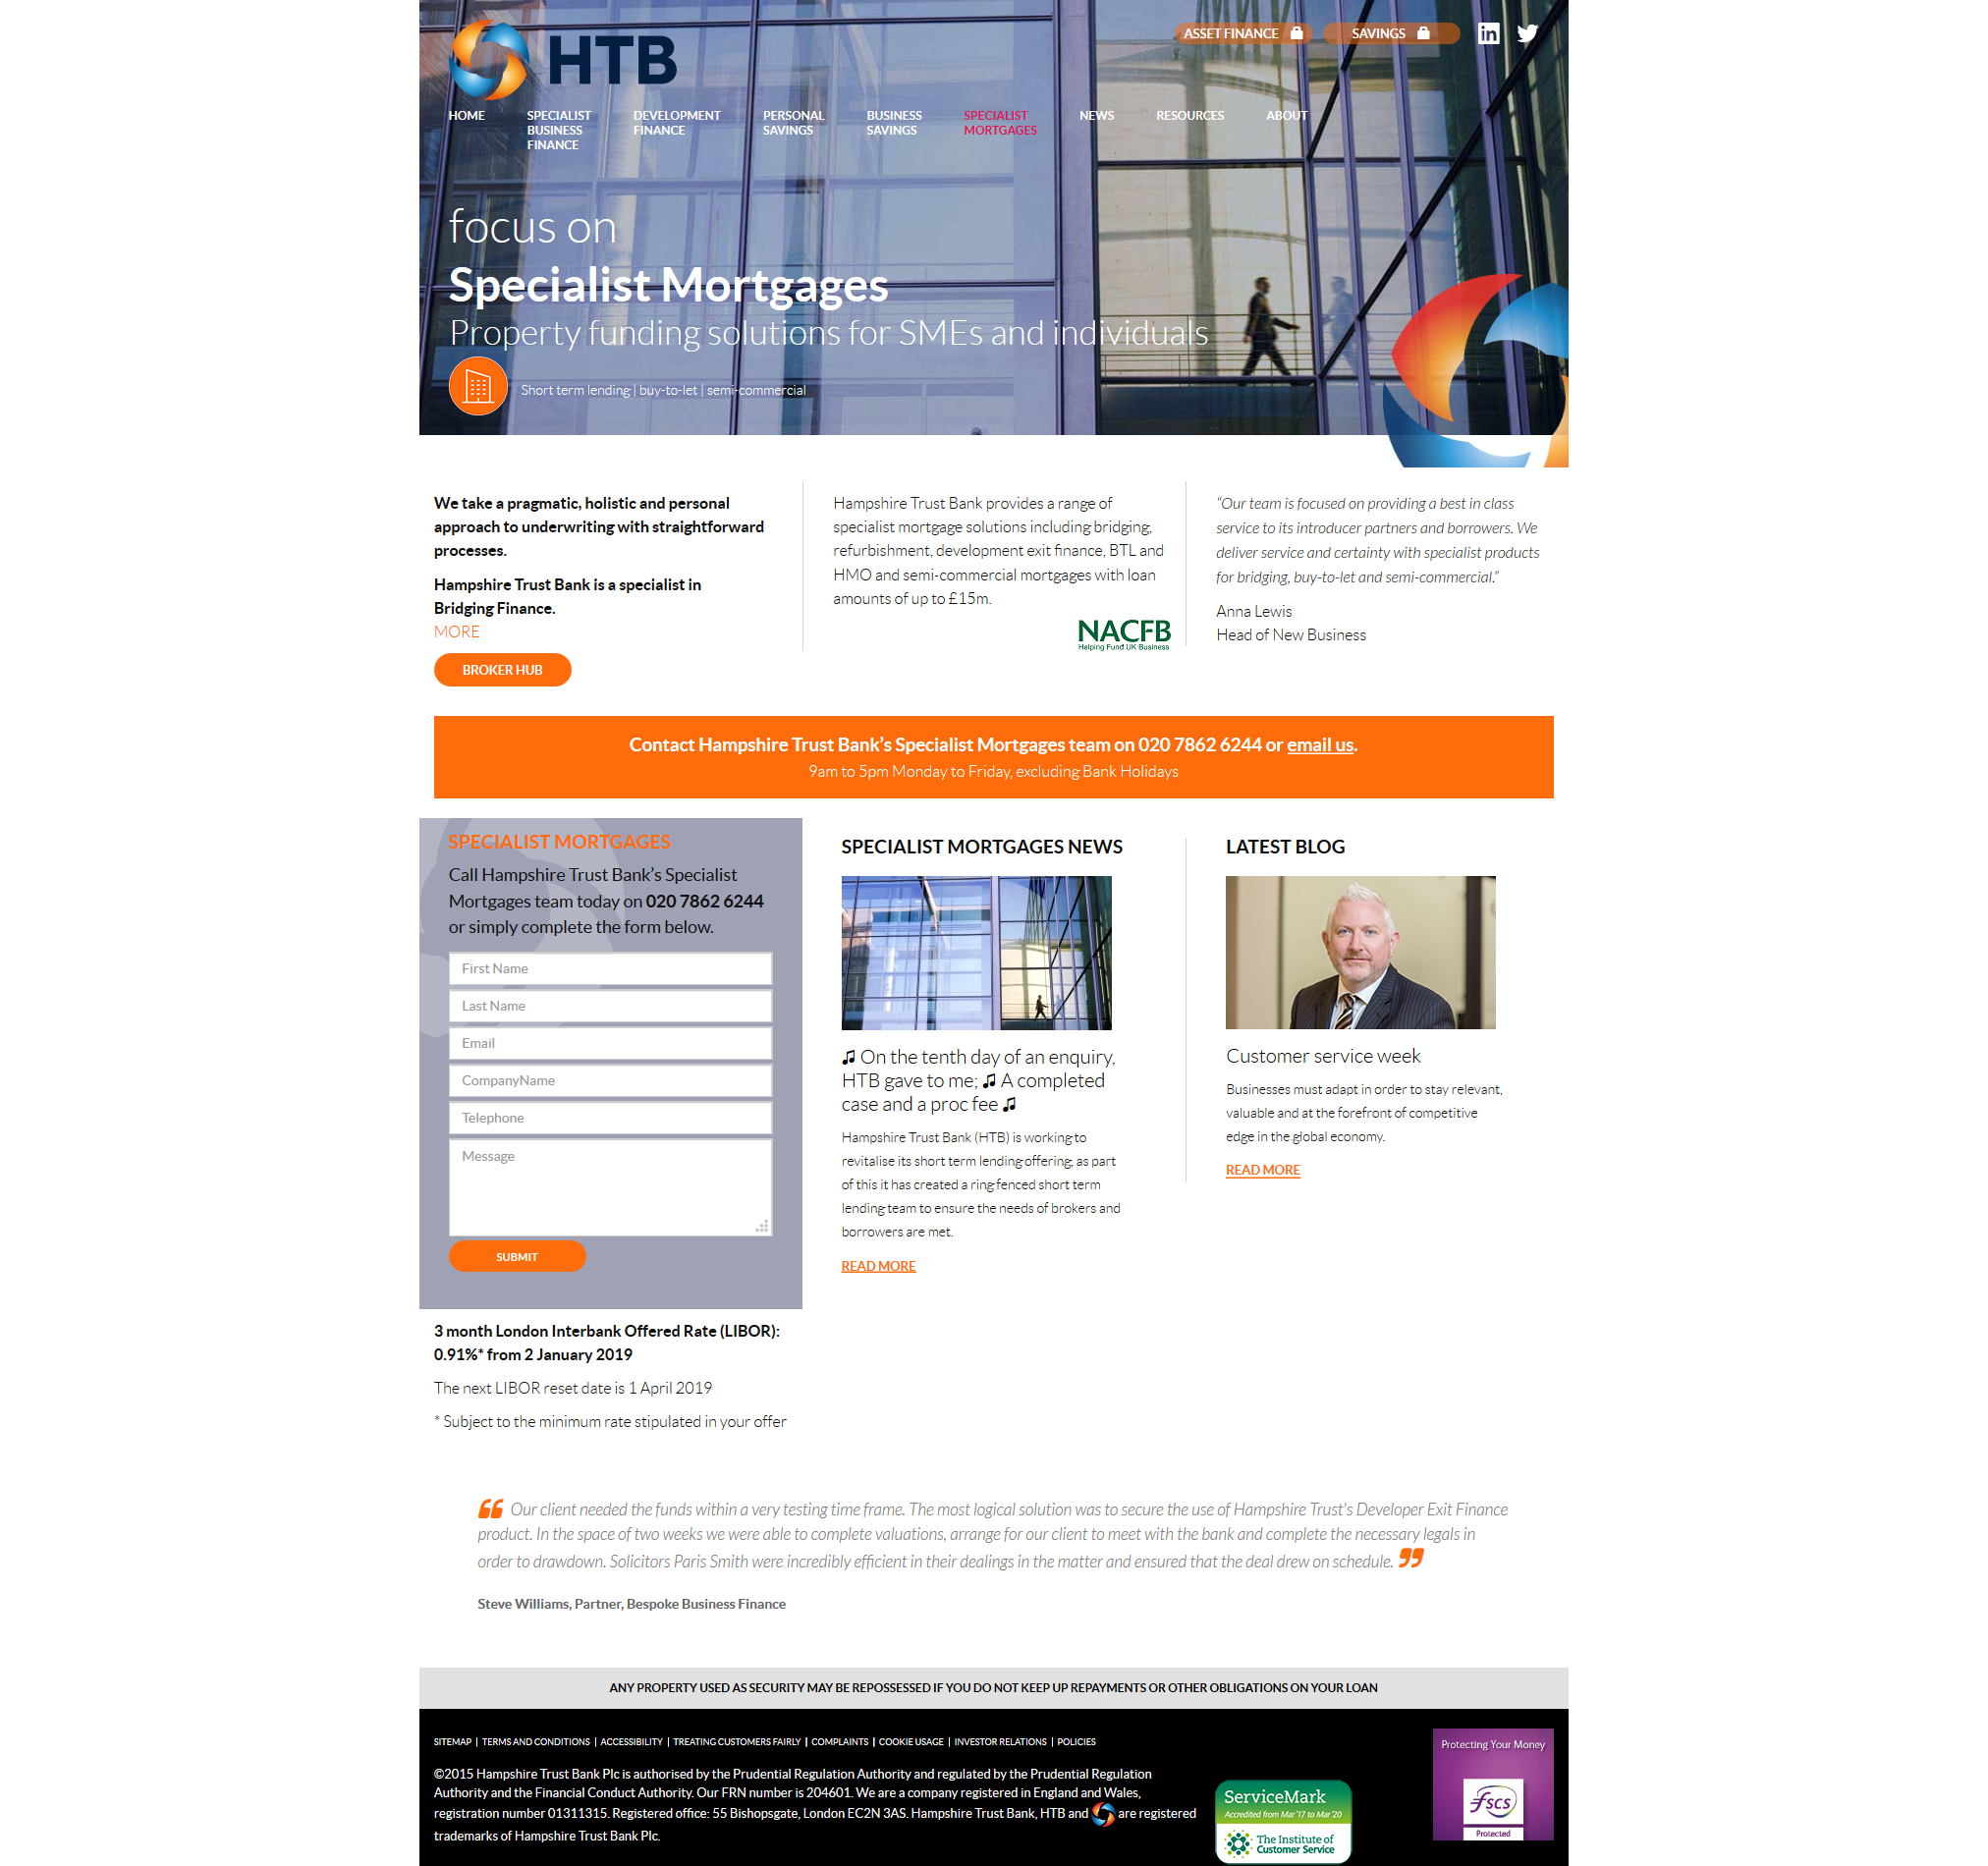 HTB
ASSET FINANCE
SAVINGS
HOME
SPECIALIST
BUSINESS
FINANCE
DEVELOPMENT
FINANCE
PERSONAL
SAVINGS
BUSINESS
SAVINGS
SPECIALIST
MORTGAGES
NEWS
RESOURCES
ABOUT
focus on
Specialist Mortgages
Property funding solutions for SMEs and individuals
Short term lending | buy-to-let | semi-commercial
We take a pragmatic, holistic and personal
approach to underwriting with straightforward
processes.
Hampshire Trust Bank is a specialist in
Bridging Finance.
MORE
BROKER HUB
Hampshire Trust Bank provides a range of
specialist mortgage solutions including bridging,
refurbishment, development exit finance, BTL and
HMO and semi-commercial mortgages with loan
amounts of up to £15m.
NACFB
Helping Fund UK Business
“Our team is focused on providing a best in class
service to its introducer partners and borrowers. We
deliver service and certainty with specialist products
for bridging, buy-to-let and semi-commercial.”
Anna Lewis
Head of New Business
Contact Hampshire Trust Bank’s Specialist Mortgages team on 020 7862 6244 or email us.
9am to 5pm Monday to Friday, excluding Bank Holidays
SPECIALIST MORTGAGES
Call Hampshire Trust Bank’s Specialist
Mortgages team today on 020 7862 6244
or simply complete the form below.
First Name
Last Name
Email
CompanyName
Telephone
Message
SUBMIT
SPECIALIST MORTGAGES NEWS
♫ On the tenth day of an enquiry,
HTB gave to me; ♫ A completed
case and a proc fee ♫
Hampshire Trust Bank (HTB) is working to
revitalise its short term lending offering, as part
of this it has created a ring fenced short term
lending team to ensure the needs of brokers and
borrowers are met.
READ MORE
LATEST BLOG
Customer service week
Businesses must adapt in order to stay relevant,
valuable and at the forefront of competitive
edge in the global economy.
READ MORE
3 month London Interbank Offered Rate (LIBOR):
0.91%* from 2 January 2019
The next LIBOR reset date is 1 April 2019
* Subject to the minimum rate stipulated in your offer
❝ Our client needed the funds within a very testing time frame. The most logical solution was to secure the use of Hampshire Trust's Developer Exit Finance
product. In the space of two weeks we were able to complete valuations, arrange for our client to meet with the bank and complete the necessary legals in
order to drawdown. Solicitors Paris Smith were incredibly efficient in their dealings in the matter and ensured that the deal drew on schedule. ❞
Steve Williams, Partner, Bespoke Business Finance
ANY PROPERTY USED AS SECURITY MAY BE REPOSSESSED IF YOU DO NOT KEEP UP REPAYMENTS OR OTHER OBLIGATIONS ON YOUR LOAN
SITEMAP | TERMS AND CONDITIONS | ACCESSIBILITY | TREATING CUSTOMERS FAIRLY | COMPLAINTS | COOKIE USAGE | INVESTOR RELATIONS | POLICIES
©2015 Hampshire Trust Bank Plc is authorised by the Prudential Regulation Authority and regulated by the Prudential Regulation
Authority and the Financial Conduct Authority. Our FRN number is 204601. We are a company registered in England and Wales,
registration number 01311315. Registered office: 55 Bishopsgate, London EC2N 3AS. Hampshire Trust Bank, HTB and are registered
trademarks of Hampshire Trust Bank Plc.
ServiceMark
Accredited from Mar '17 to Mar '20
The Institute of
Customer Service
Protecting Your Money
fscs
Protected